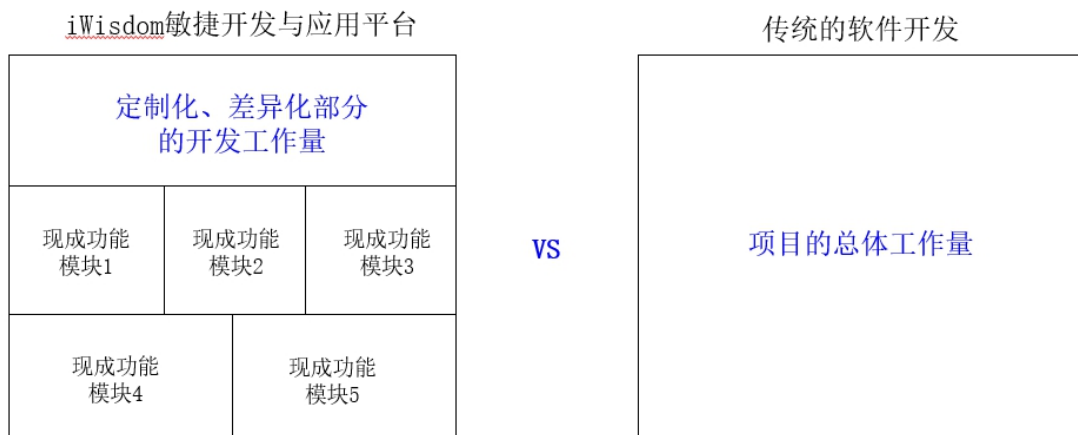 iWisdom敏捷开发与应用平台
传统的软件开发
定制化、差异化部分
的开发工作量
现成功能
模块1
现成功能
模块2
现成功能
模块3
VS
项目的总体工作量
现成功能
模块4
现成功能
模块5